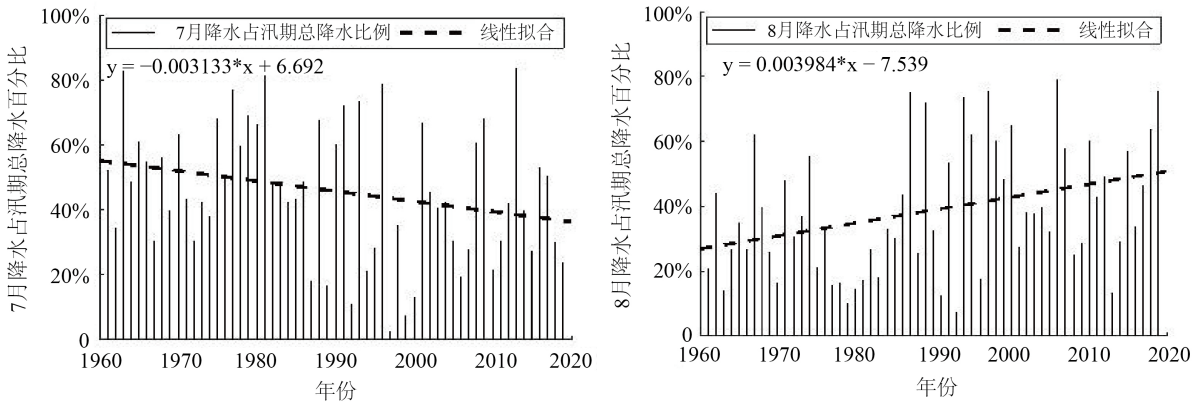 7月降水占汛期总降水百分比
100%
80%
60%
40%
20%
0
7月降水占汛期总降水比例 线性拟合
y = −0.003133*x + 6.692
1960 1970 1980 1990 2000 2010 2020
年份
8月降水占汛期总降水百分比
100%
80%
60%
40%
20%
0
8月降水占汛期总降水比例 线性拟合
y = 0.003984*x − 7.539
1960 1970 1980 1990 2000 2010 2020
年份